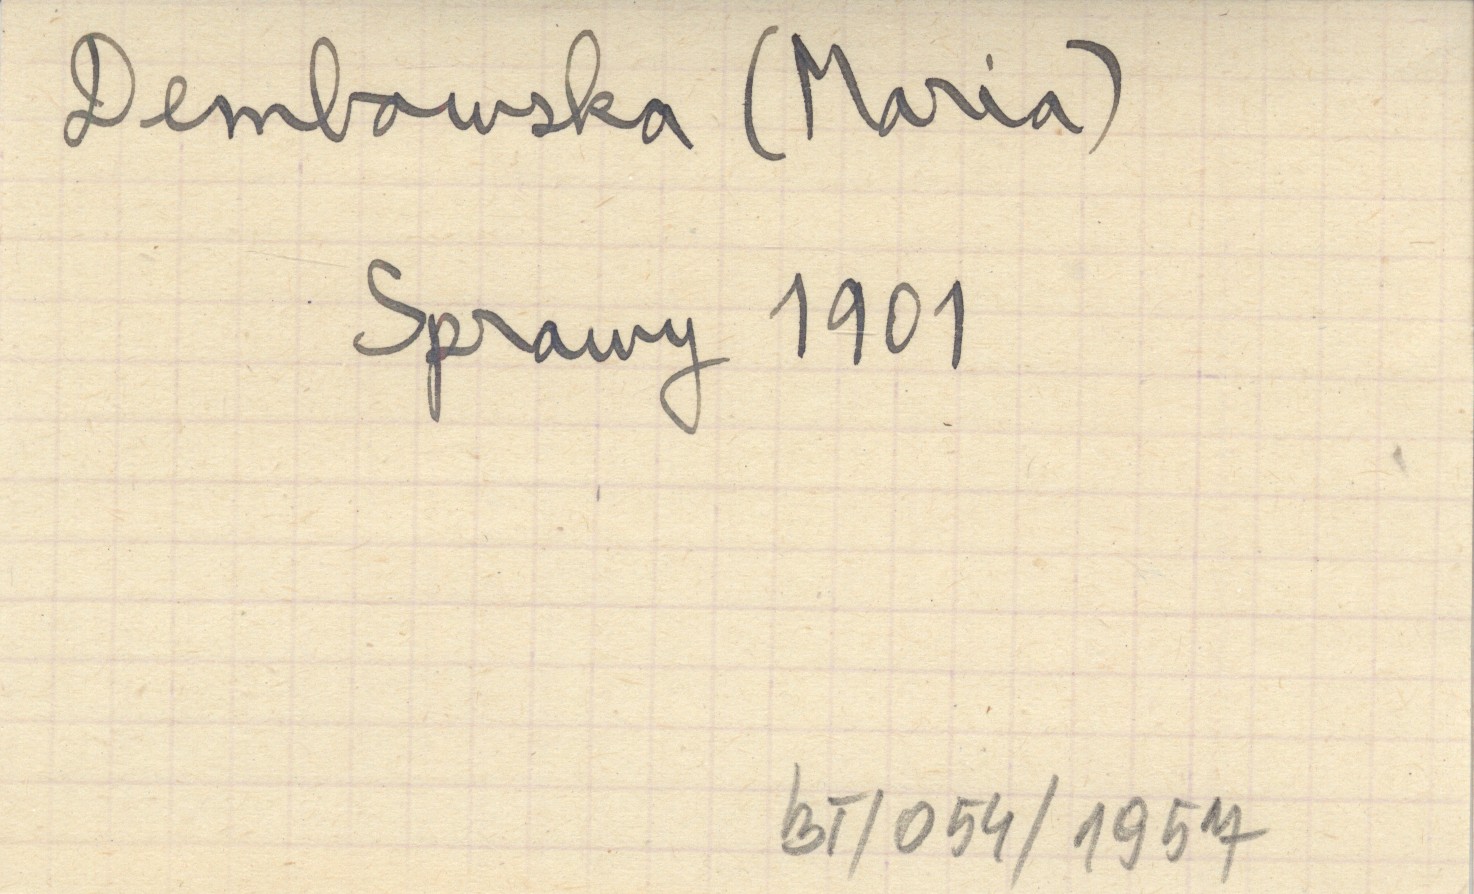 Dembowska (Maria)
Sprawy 1901
BT/054/1957